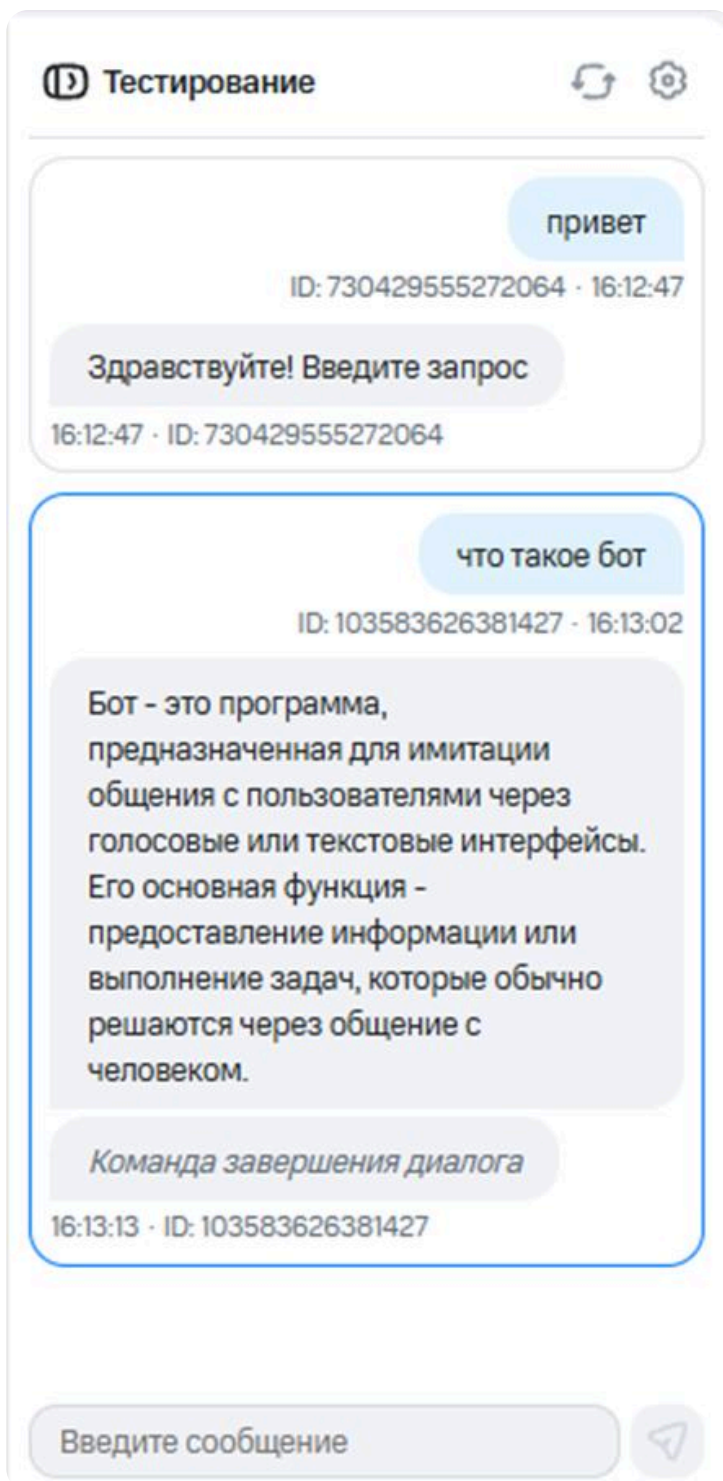 Тестирование
привет
ID: 730429555272064 · 16:12:47
Здравствуйте! Введите запрос
16:12:47 · ID: 730429555272064
что такое бот
ID: 103583626381427 · 16:13:02
Бот - это программа,
предназначенная для имитации
общения с пользователями через
голосовые или текстовые интерфейсы.
Его основная функция -
предоставление информации или
выполнение задач, которые обычно
решаются через общение с
человеком.
Команда завершения диалога
16:13:13 · ID: 103583626381427
Введите сообщение